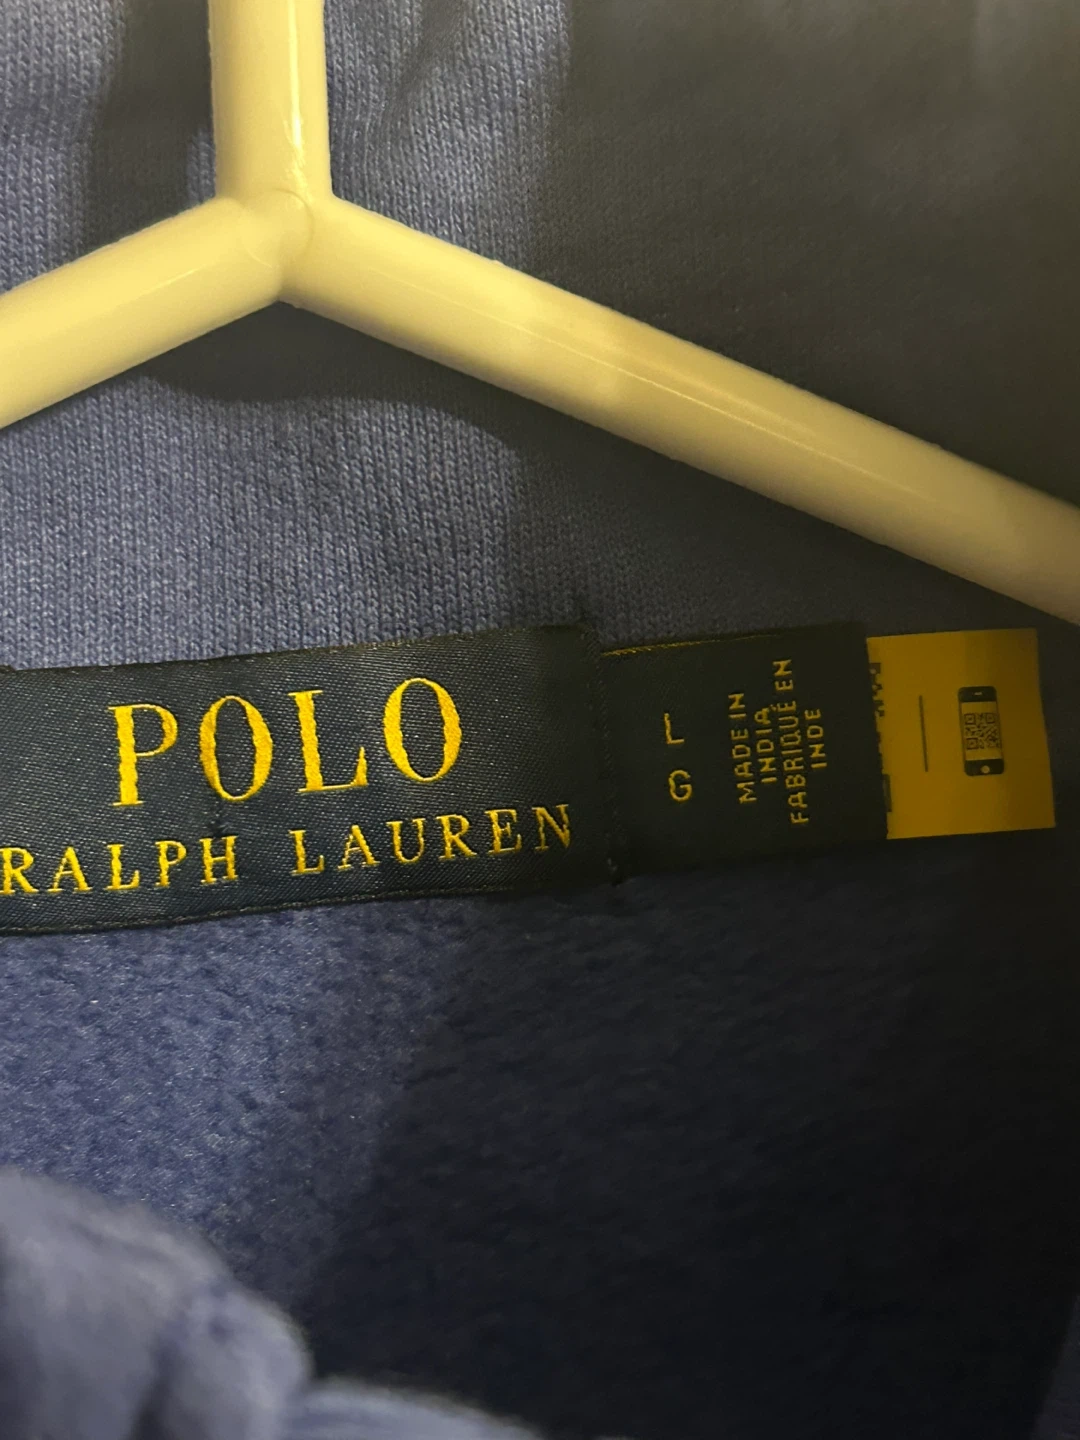 POLO
RALPH LAUREN
L
G
MADE IN
INDIA
FABRIQUÉ EN
INDE